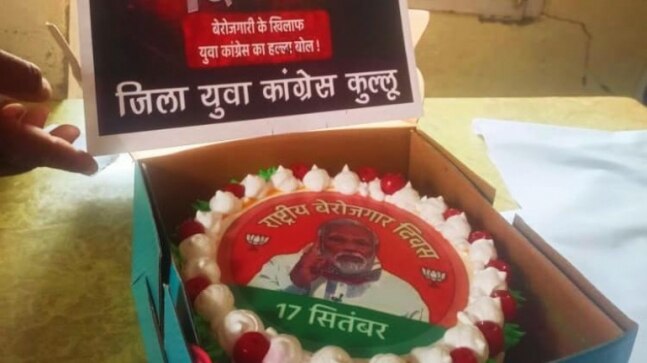 बेरोजगारी के खिलाफ
युवा कांग्रेस का हल्ला बोल !
जिला युवा कांग्रेस कुल्लू
राष्ट्रीय बेरोजगार दिवस
17 सितंबर